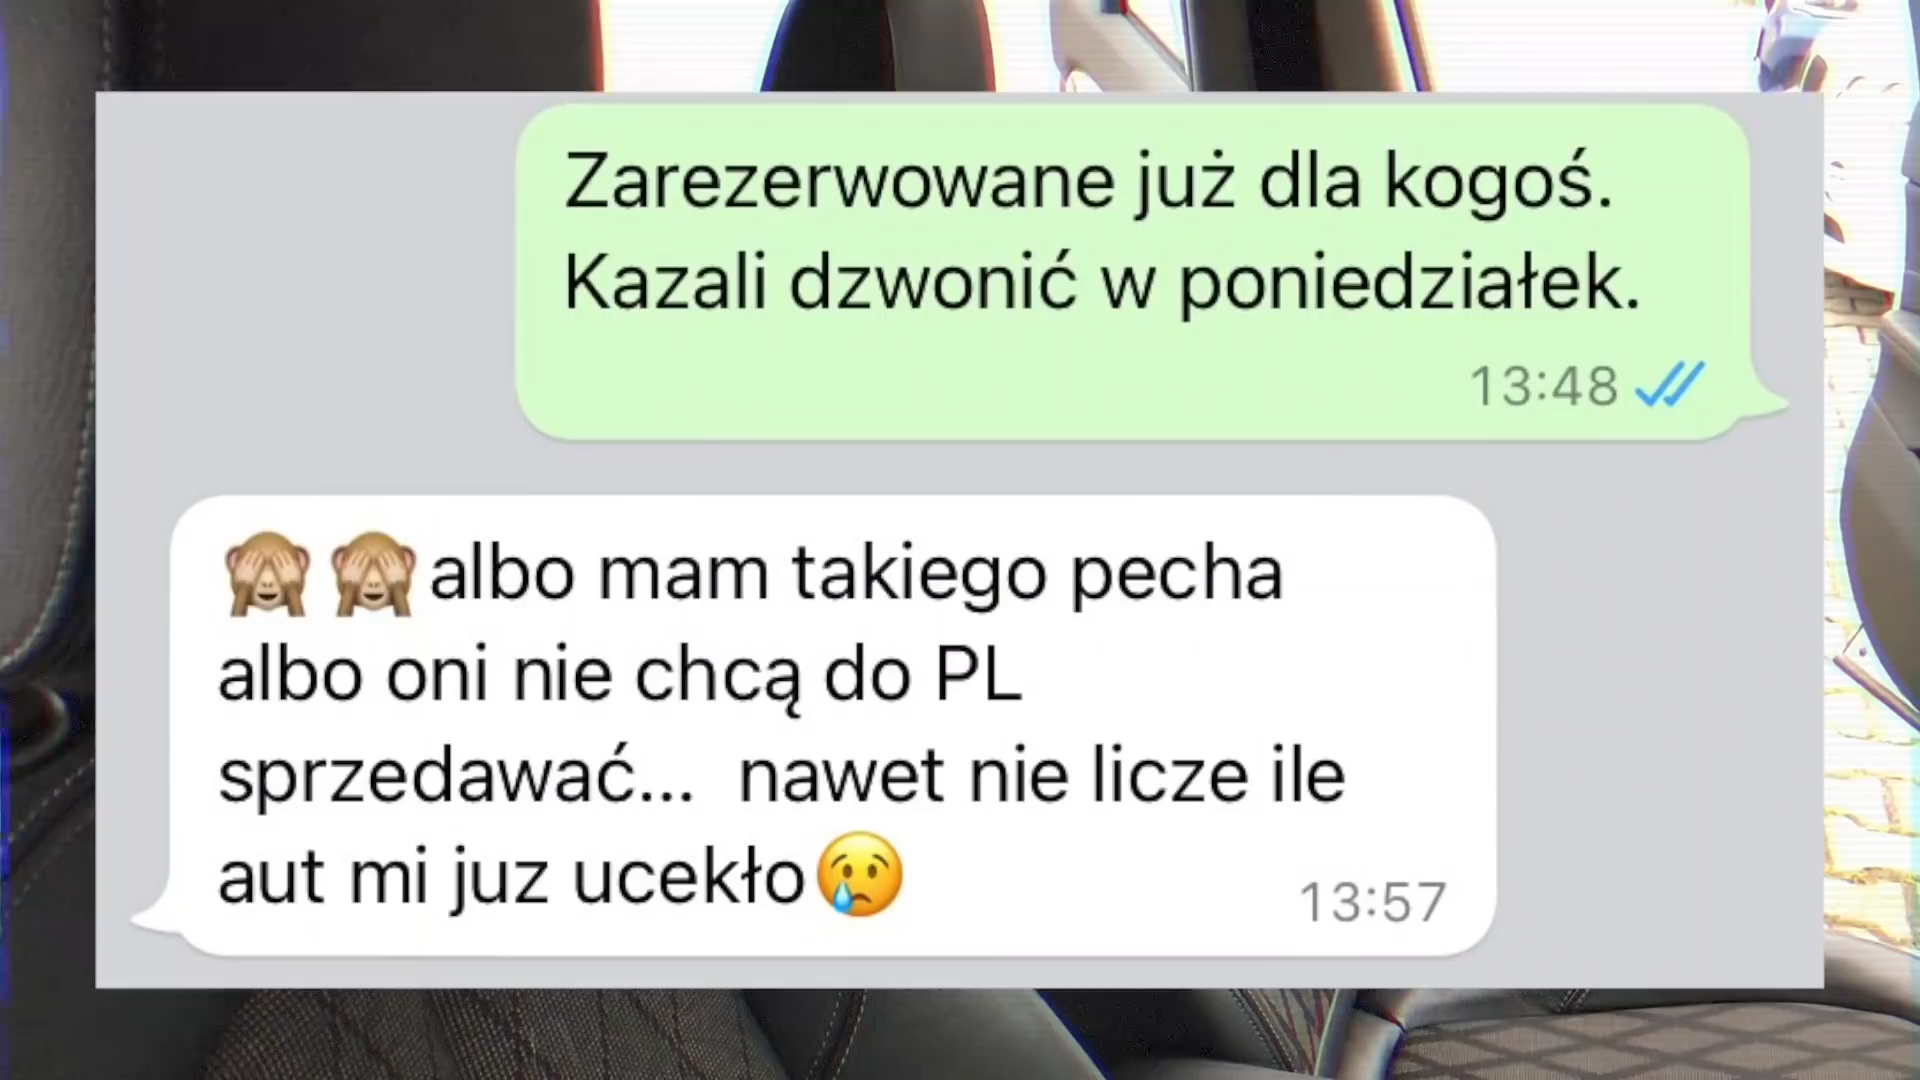 Zarezerwowane już dla kogoś.
Kazali dzwonić w poniedziałek.
13:48
🙈🙈albo mam takiego pecha
albo oni nie chcą do PL
sprzedawać... nawet nie licze ile
aut mi juz ucekło😢
13:57